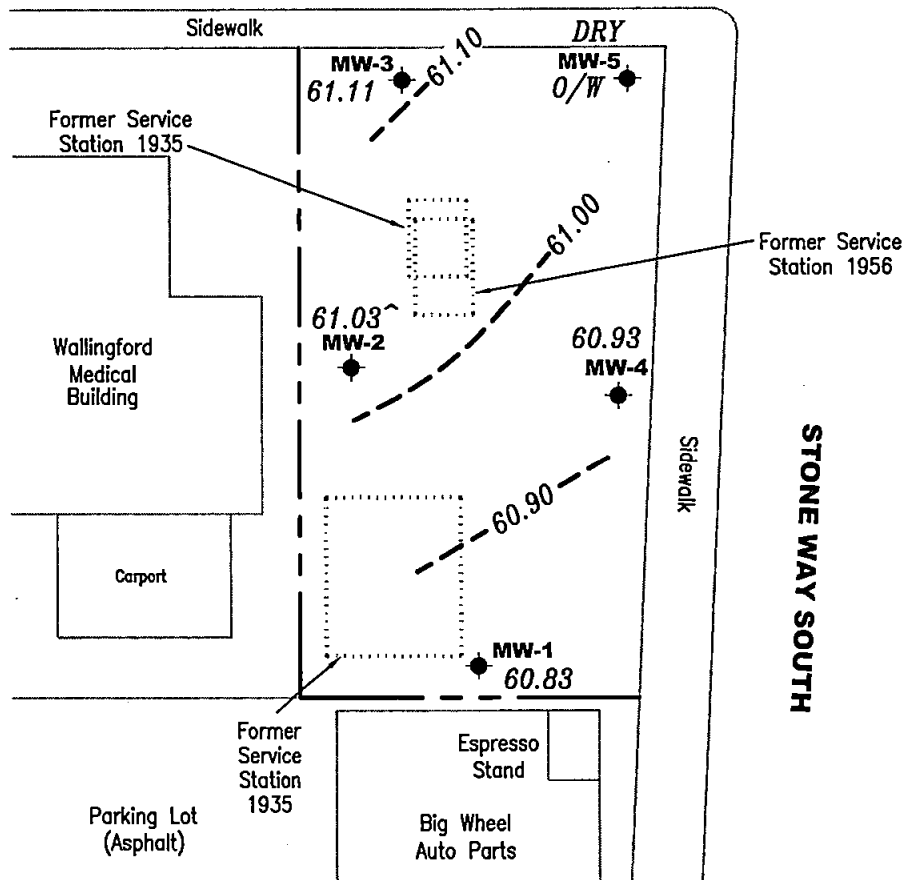 Sidewalk
DRY
MW-3
61.10
MW-5
61.11
O/W
Former Service
Station 1935
61.00
Former Service
Station 1956
61.03^
MW-2
60.93
MW-4
Wallingford
Medical
Building
Sidewalk
STONE WAY SOUTH
60.90
Carport
MW-1
60.83
Former
Service
Station
1935
Espresso
Stand
Parking Lot
(Asphalt)
Big Wheel
Auto Parts